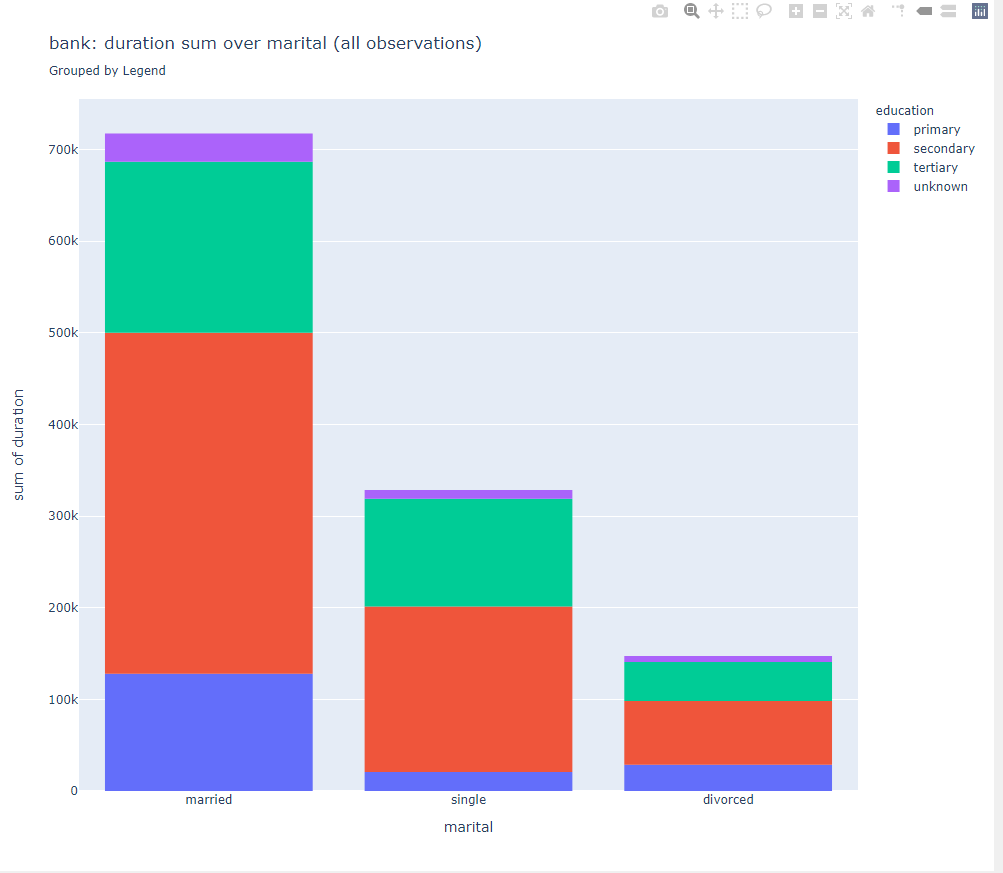 bank: duration sum over marital (all observations)
Grouped by Legend
education
primary
secondary
tertiary
unknown
700k
600k
500k
400k
300k
200k
100k
0
sum of duration
married
single
divorced
marital